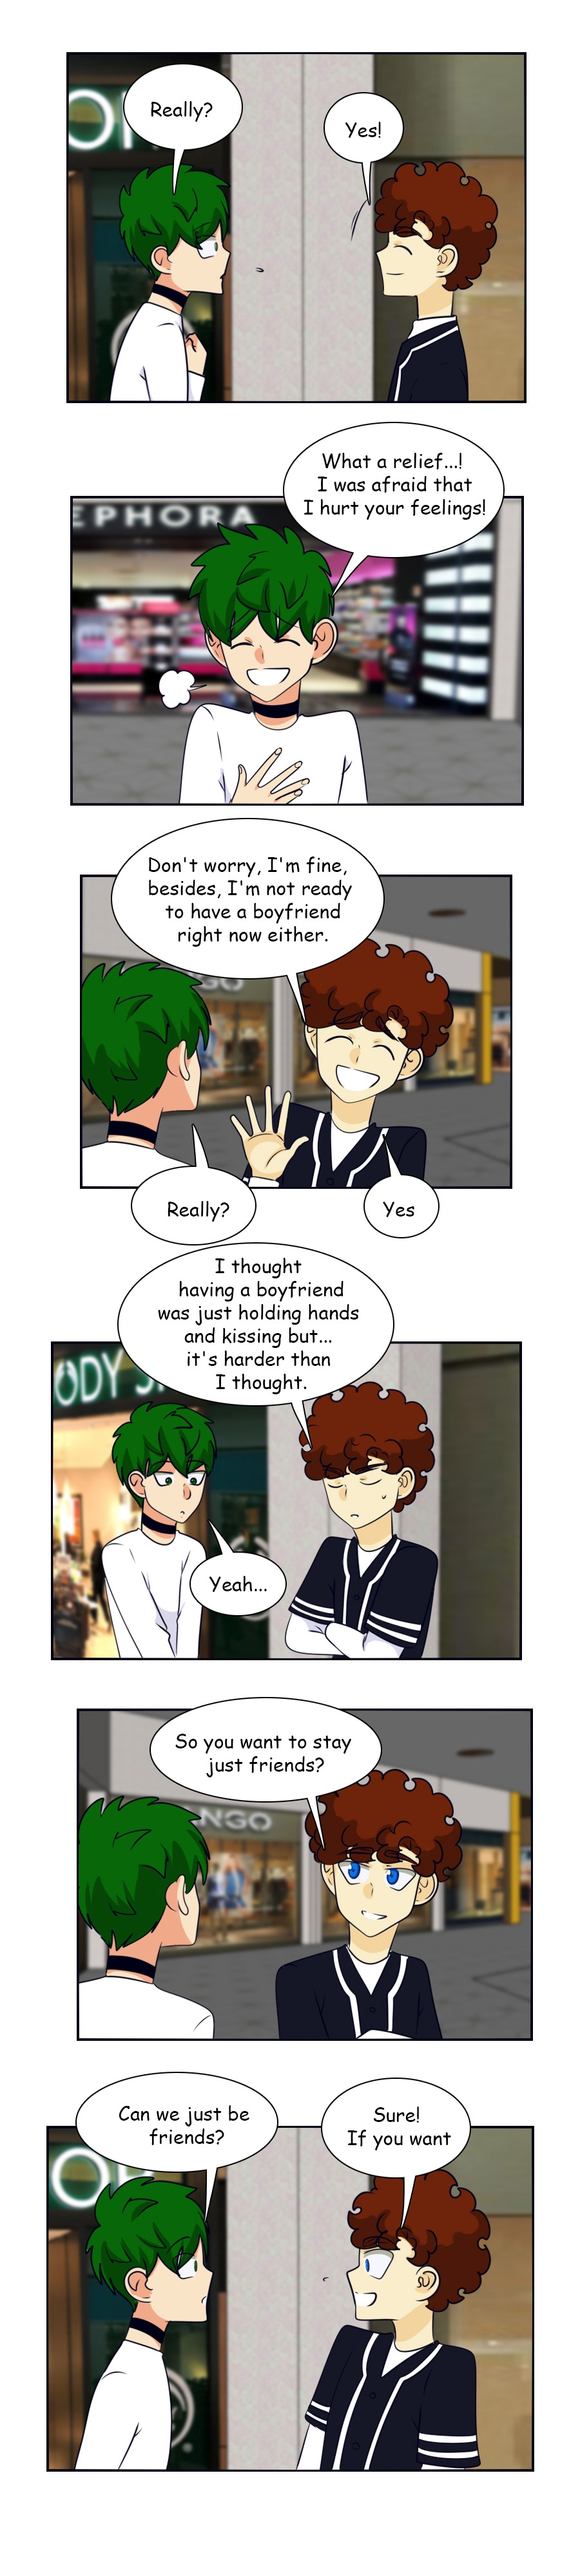 Really?
Yes!
What a relief...!
I was afraid that
I hurt your feelings!
EPHORA
Don't worry, I'm fine,
besides, I'm not ready
to have a boyfriend
right now either.
GO
Really?
Yes
I thought
having a boyfriend
was just holding hands
and kissing but...
it's harder than
I thought.
ODY
Yeah...
So you want to stay
just friends?
NGO
Can we just be
friends?
Sure!
If you want